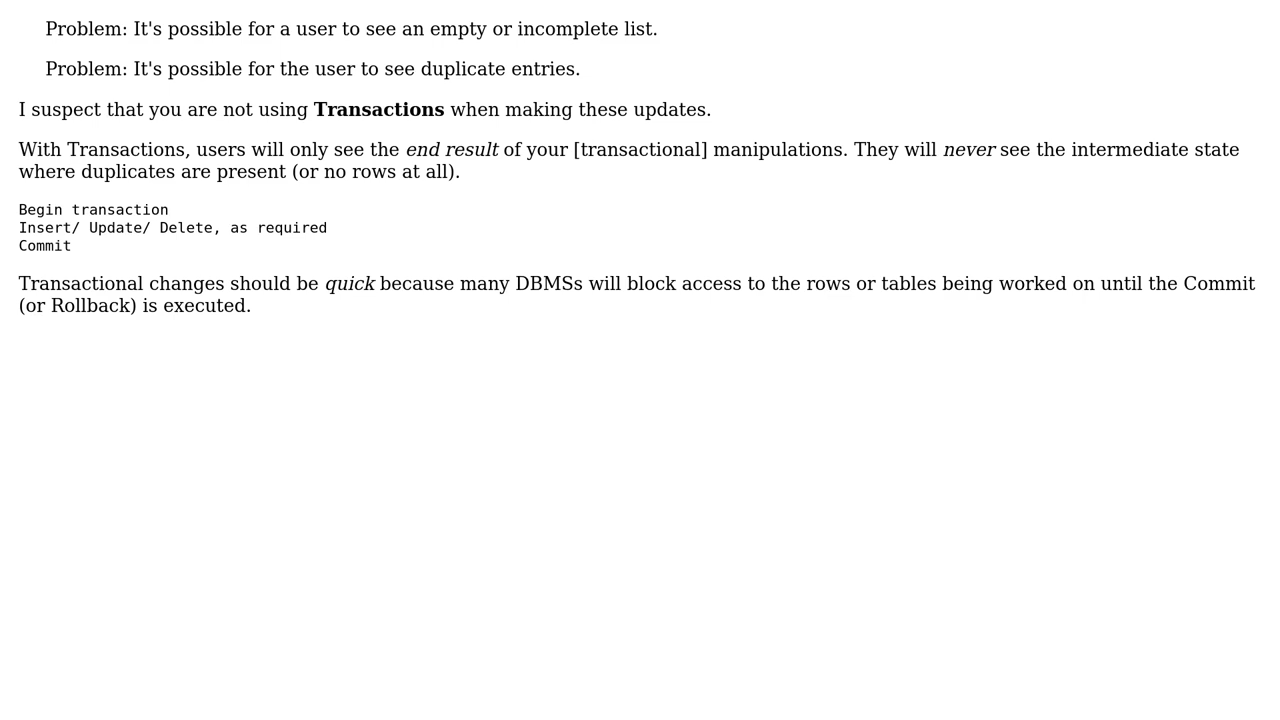 Problem: It's possible for a user to see an empty or incomplete list.
Problem: It's possible for the user to see duplicate entries.
I suspect that you are not using Transactions when making these updates.
With Transactions, users will only see the end result of your [transactional] manipulations. They will never see the intermediate state
where duplicates are present (or no rows at all).
Begin transaction
Insert/ Update/ Delete, as required
Commit
Transactional changes should be quick because many DBMSs will block access to the rows or tables being worked on until the Commit
(or Rollback) is executed.